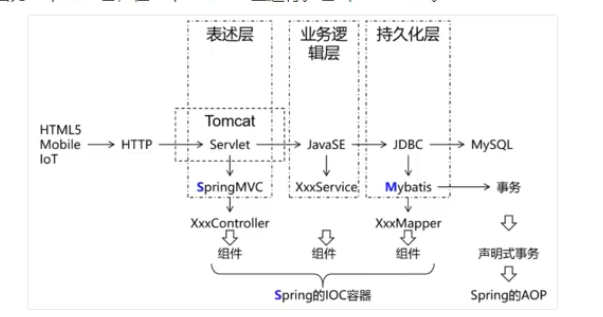 表述层
业务逻
辑层
持久化层
Tomcat
HTML5
Mobile
IoT
HTTP
Servlet
JavaSE
JDBC
MySQL
SpringMVC
XxxService
Mybatis
事务
XxxController
XxxMapper
组件
组件
组件
声明式事务
Spring的IOC容器
Spring的AOP